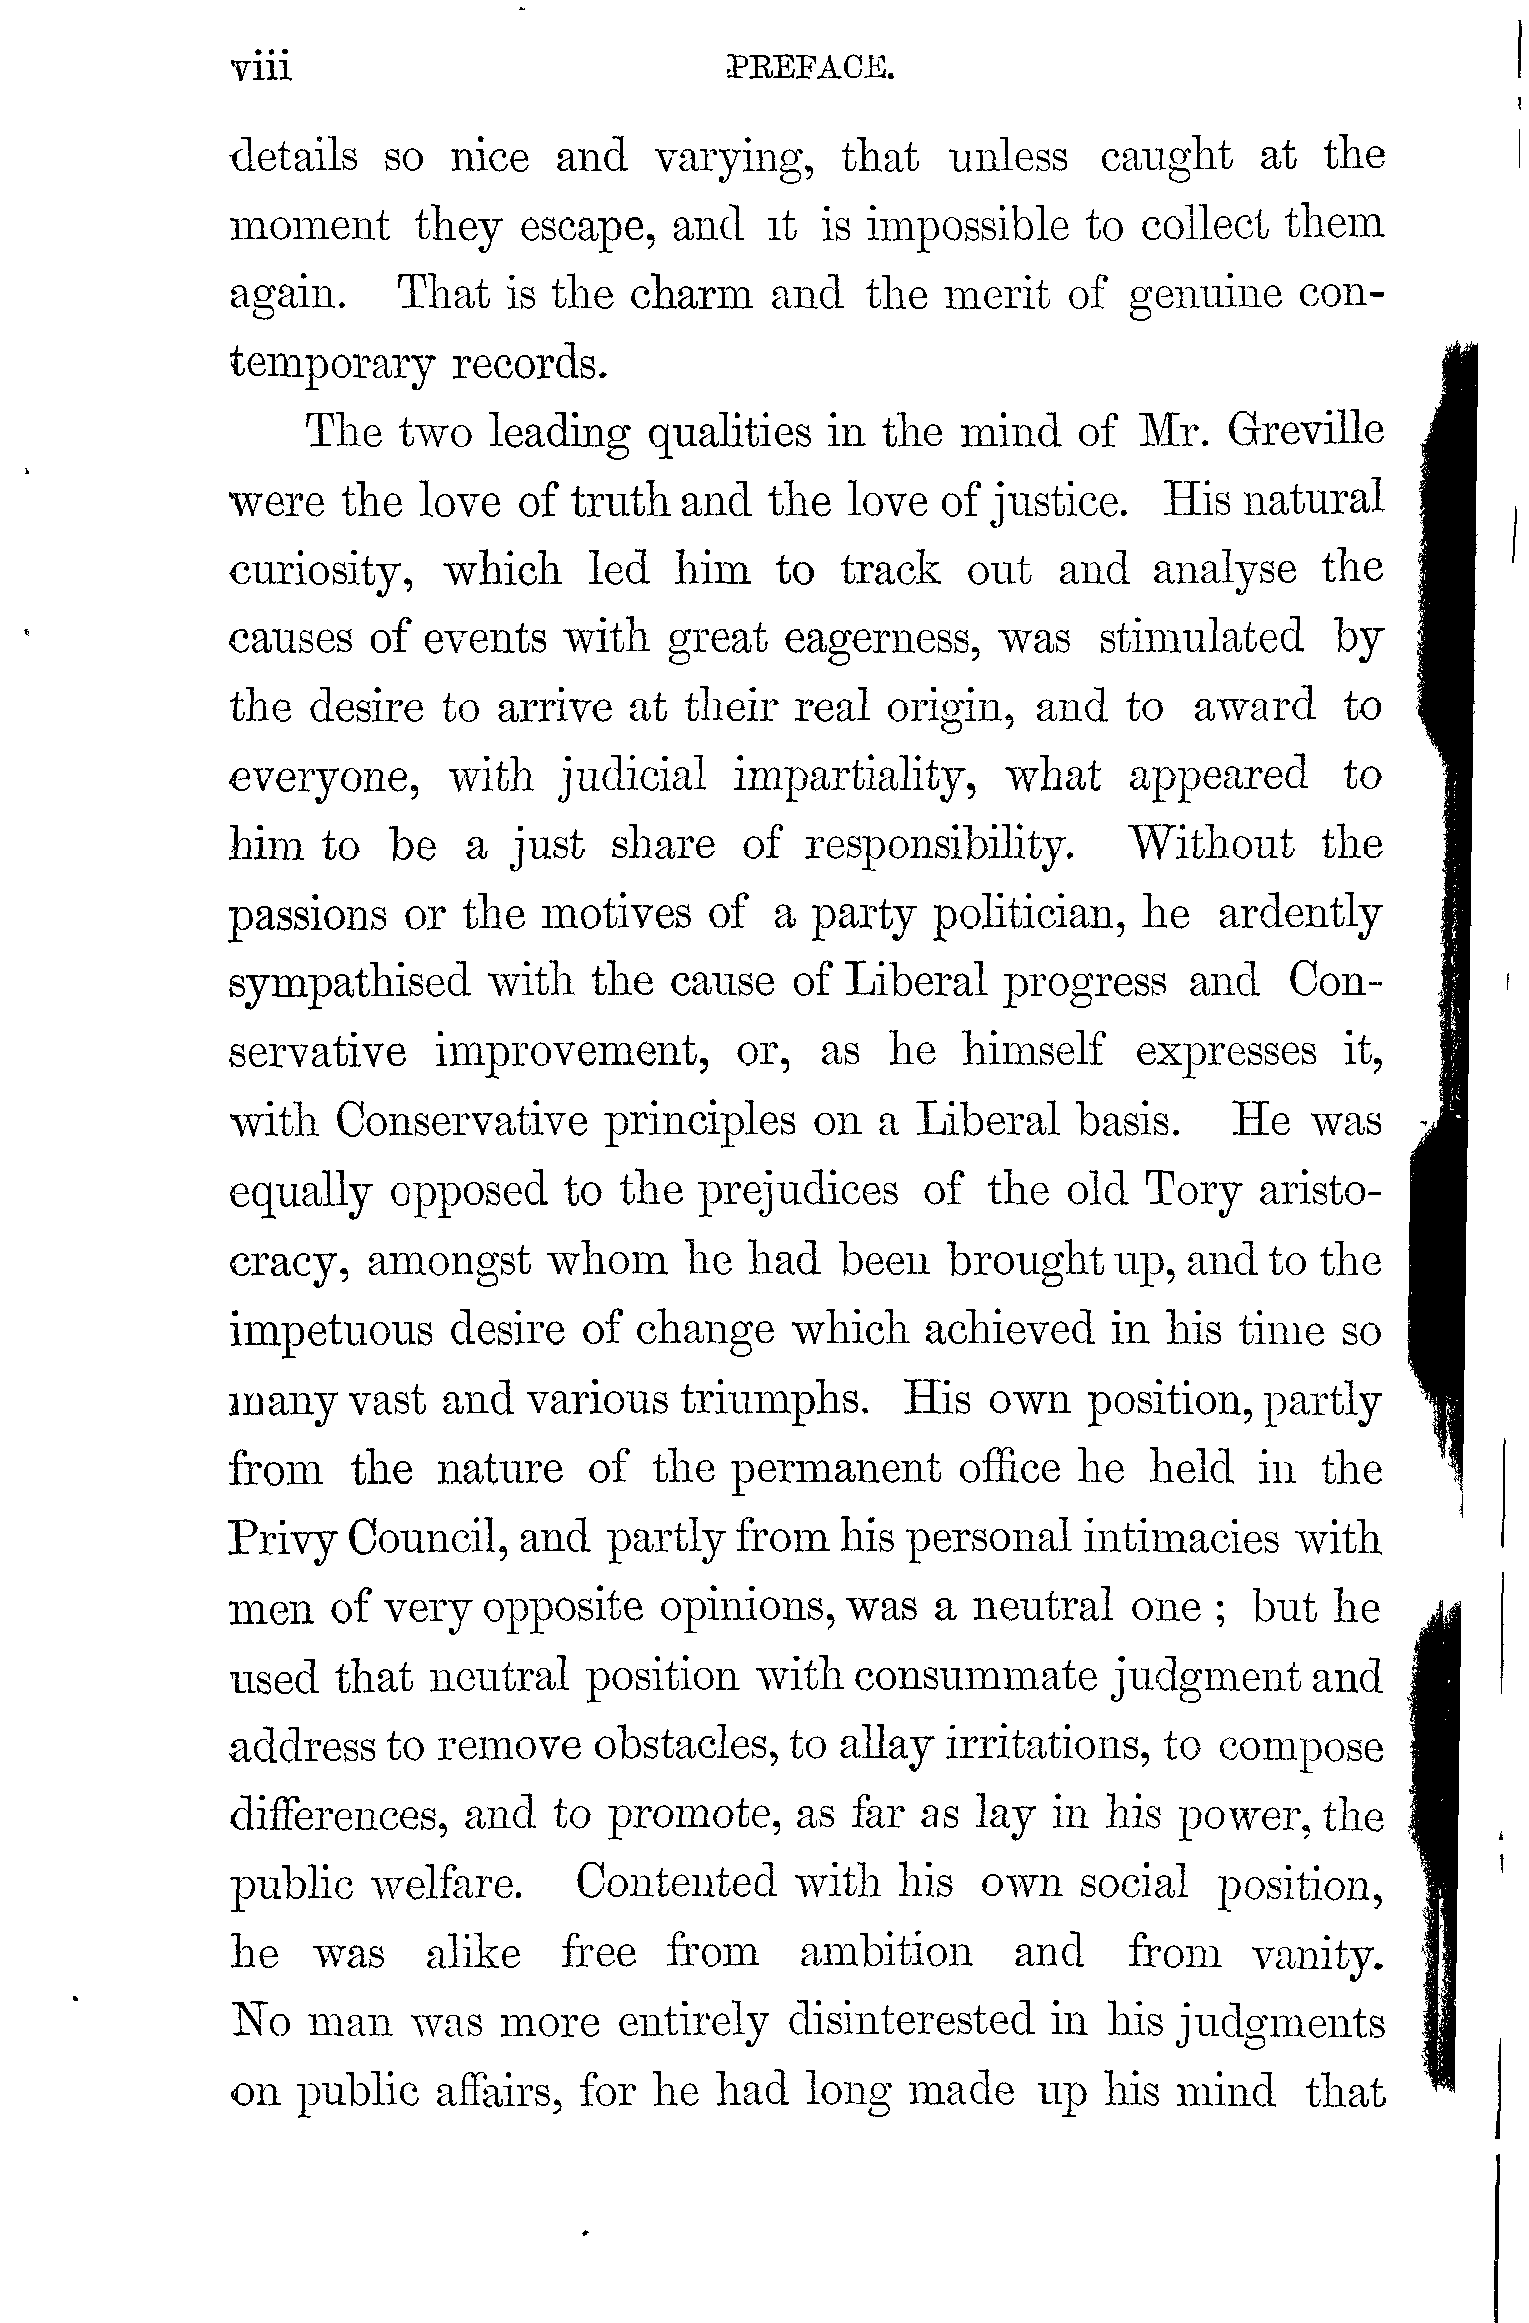 viii PREFACE.
details so nice and varying, that unless caught at the
moment they escape, and it is impossible to collect them
again. That is the charm and the merit of genuine con-
temporary records.
The two leading qualities in the mind of Mr. Greville
were the love of truth and the love of justice. His natural
curiosity, which led him to track out and analyse the
causes of events with great eagerness, was stimulated by
the desire to arrive at their real origin, and to award to
everyone, with judicial impartiality, what appeared to
him to be a just share of responsibility. Without the
passions or the motives of a party politician, he ardently
sympathised with the cause of Liberal progress and Con-
servative improvement, or, as he himself expresses it,
with Conservative principles on a Liberal basis. He was
equally opposed to the prejudices of the old Tory aristo-
cracy, amongst whom he had been brought up, and to the
impetuous desire of change which achieved in his time so
many vast and various triumphs. His own position, partly
from the nature of the permanent office he held in the
Privy Council, and partly from his personal intimacies with
men of very opposite opinions, was a neutral one ; but he
used that neutral position with consummate judgment and
address to remove obstacles, to allay irritations, to compose
differences, and to promote, as far as lay in his power, the
public welfare. Contented with his own social position,
he was alike free from ambition and from vanity.
No man was more entirely disinterested in his judgments
on public affairs, for he had long made up his mind that